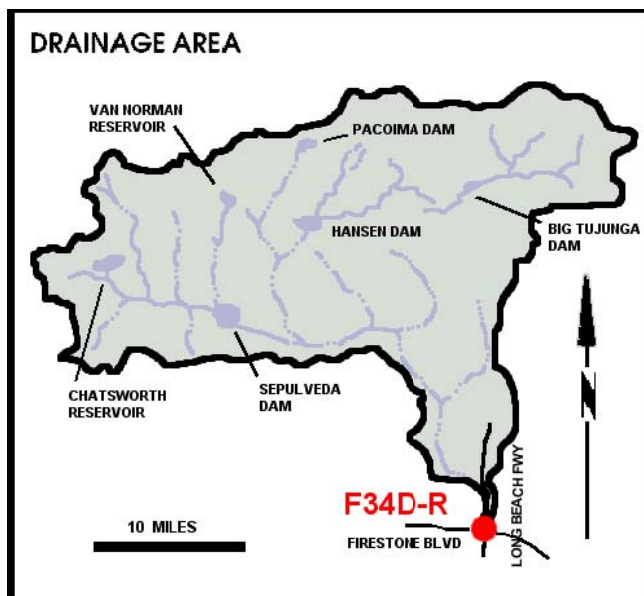 DRAINAGE AREA
VAN NORMAN
RESERVOIR
PACOIMA DAM
HANSEN DAM
BIG TUJUNGA
DAM
CHATSWORTH
RESERVOIR
SEPULVEDA
DAM
N
F34D-R
10 MILES
FIRESTONE BLVD
LONG BEACH FWY